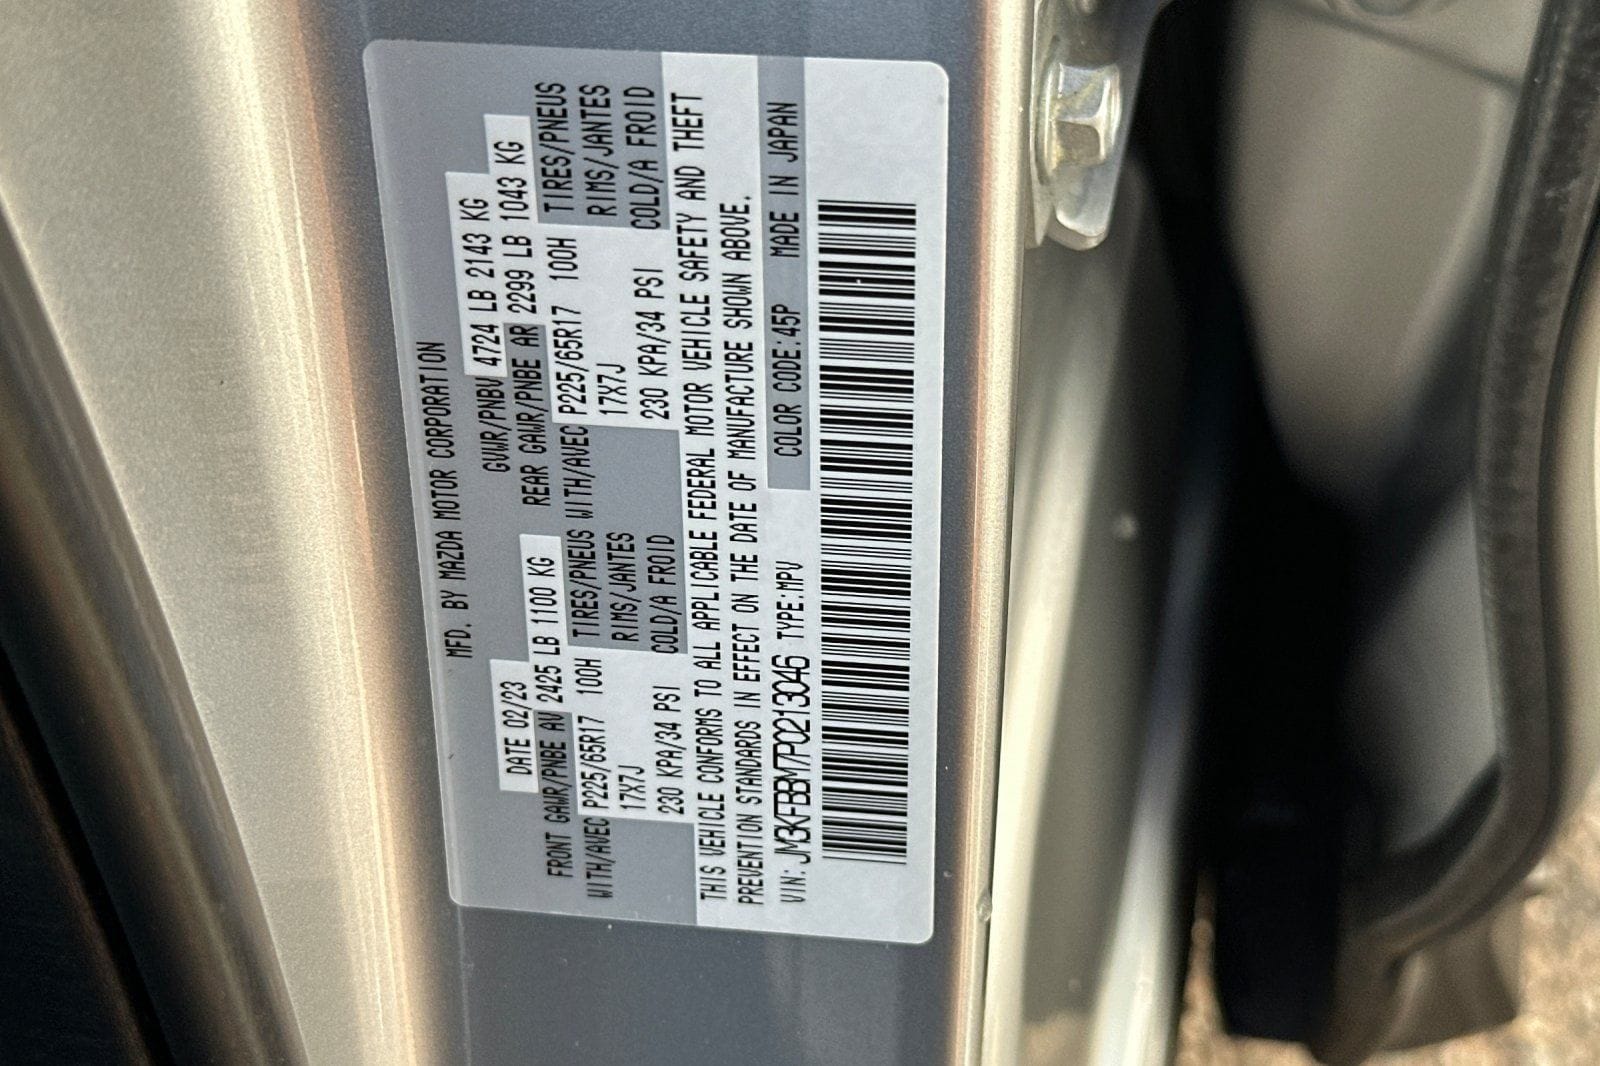 MFD. BY MAZDA MOTOR CORPORATION
DATE 02/23 GVWR/PNBV 4724 LB 2143 KG
FRONT GAWR/PNBE AV 2425 LB 1100 KG REAR GAWR/PNBE AR 2299 LB 1043 KG
WITH/AVEC P225/65R17 100H TIRES/PNEUS WITH/AVEC P225/65R17 100H TIRES/PNEUS
17X7J RIMS/JANTES 17X7J RIMS/JANTES
230 KPA/34 PSI COLD/A FROID 230 KPA/34 PSI COLD/A FROID
THIS VEHICLE CONFORMS TO ALL APPLICABLE FEDERAL MOTOR VEHICLE SAFETY AND THEFT
PREVENTION STANDARDS IN EFFECT ON THE DATE OF MANUFACTURE SHOWN ABOVE.
VIN: JM3KFBBM7P0213046 TYPE:MPV COLOR CODE:45P MADE IN JAPAN